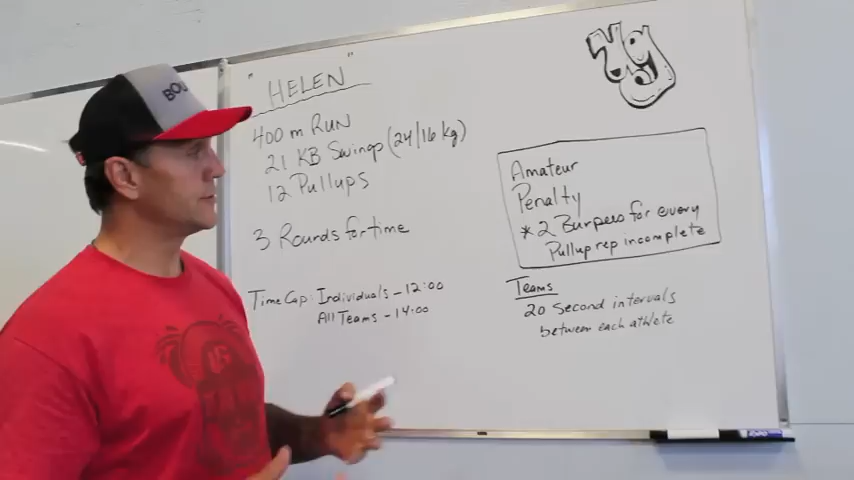 "HELEN"
400 m RUN
21 KB Swings (24/16 kg)
12 Pullups
3 Rounds for time
Time Cap: Individuals - 12:00
All Teams - 14:00
Amateur
Penalty
*2 Burpees for every
Pullup rep incomplete
Teams
20 Second intervals
between each athlete
BOU